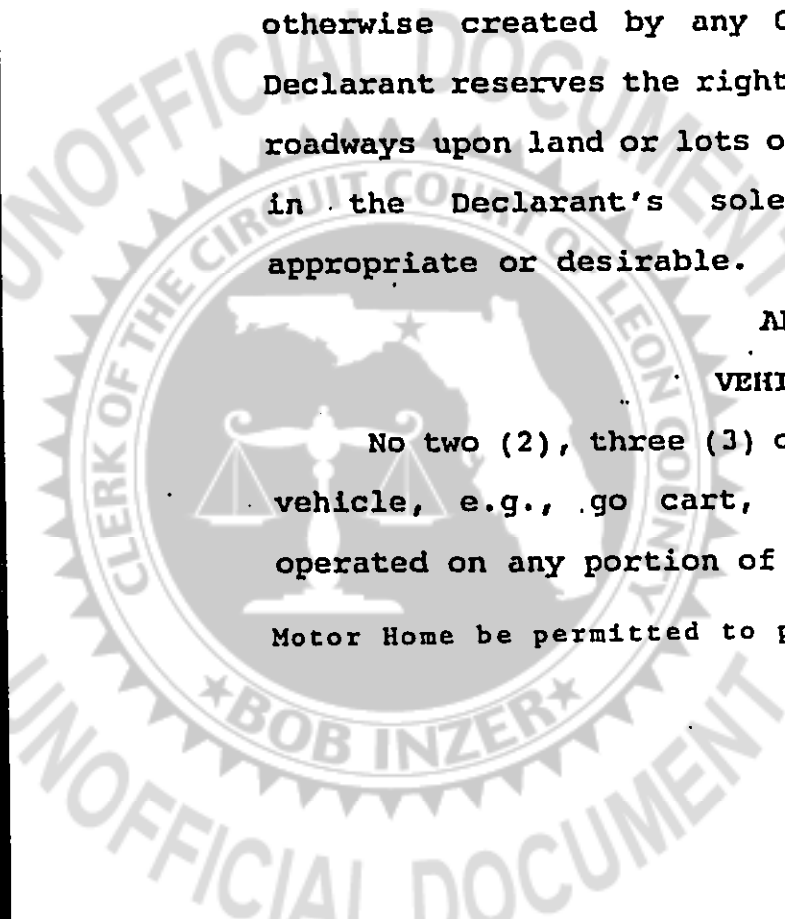 otherwise created by any
Declarant reserves the right
roadways upon land or lots
in the Declarant's sole
appropriate or desirable.
No two (2), three (3)
vehicle, e.g., go cart,
operated on any portion of
Motor Home be permitted to
UNOFFICIAL DOCUMENT
CLERK OF THE CIRCUIT COURT OF LEON COUNTY
★BOB INZER★
UNOFFICIAL DOCUMENT